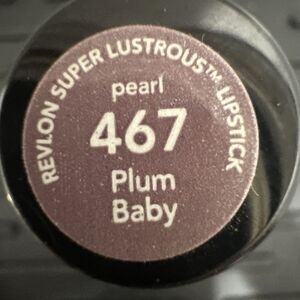 REVLON SUPER LUSTROUS™ LIPSTICK
pearl
467
Plum
Baby